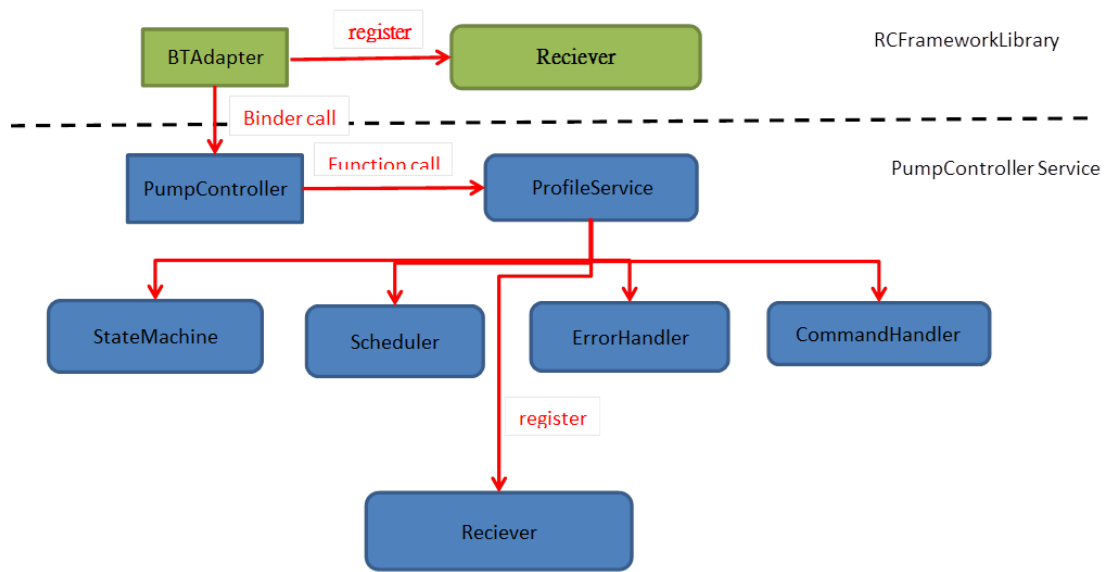 register
RCFrameworkLibrary
BTAdapter
Reciever
Binder call
Function call
PumpController Service
PumpController
ProfileService
StateMachine
Scheduler
ErrorHandler
CommandHandler
register
Reciever